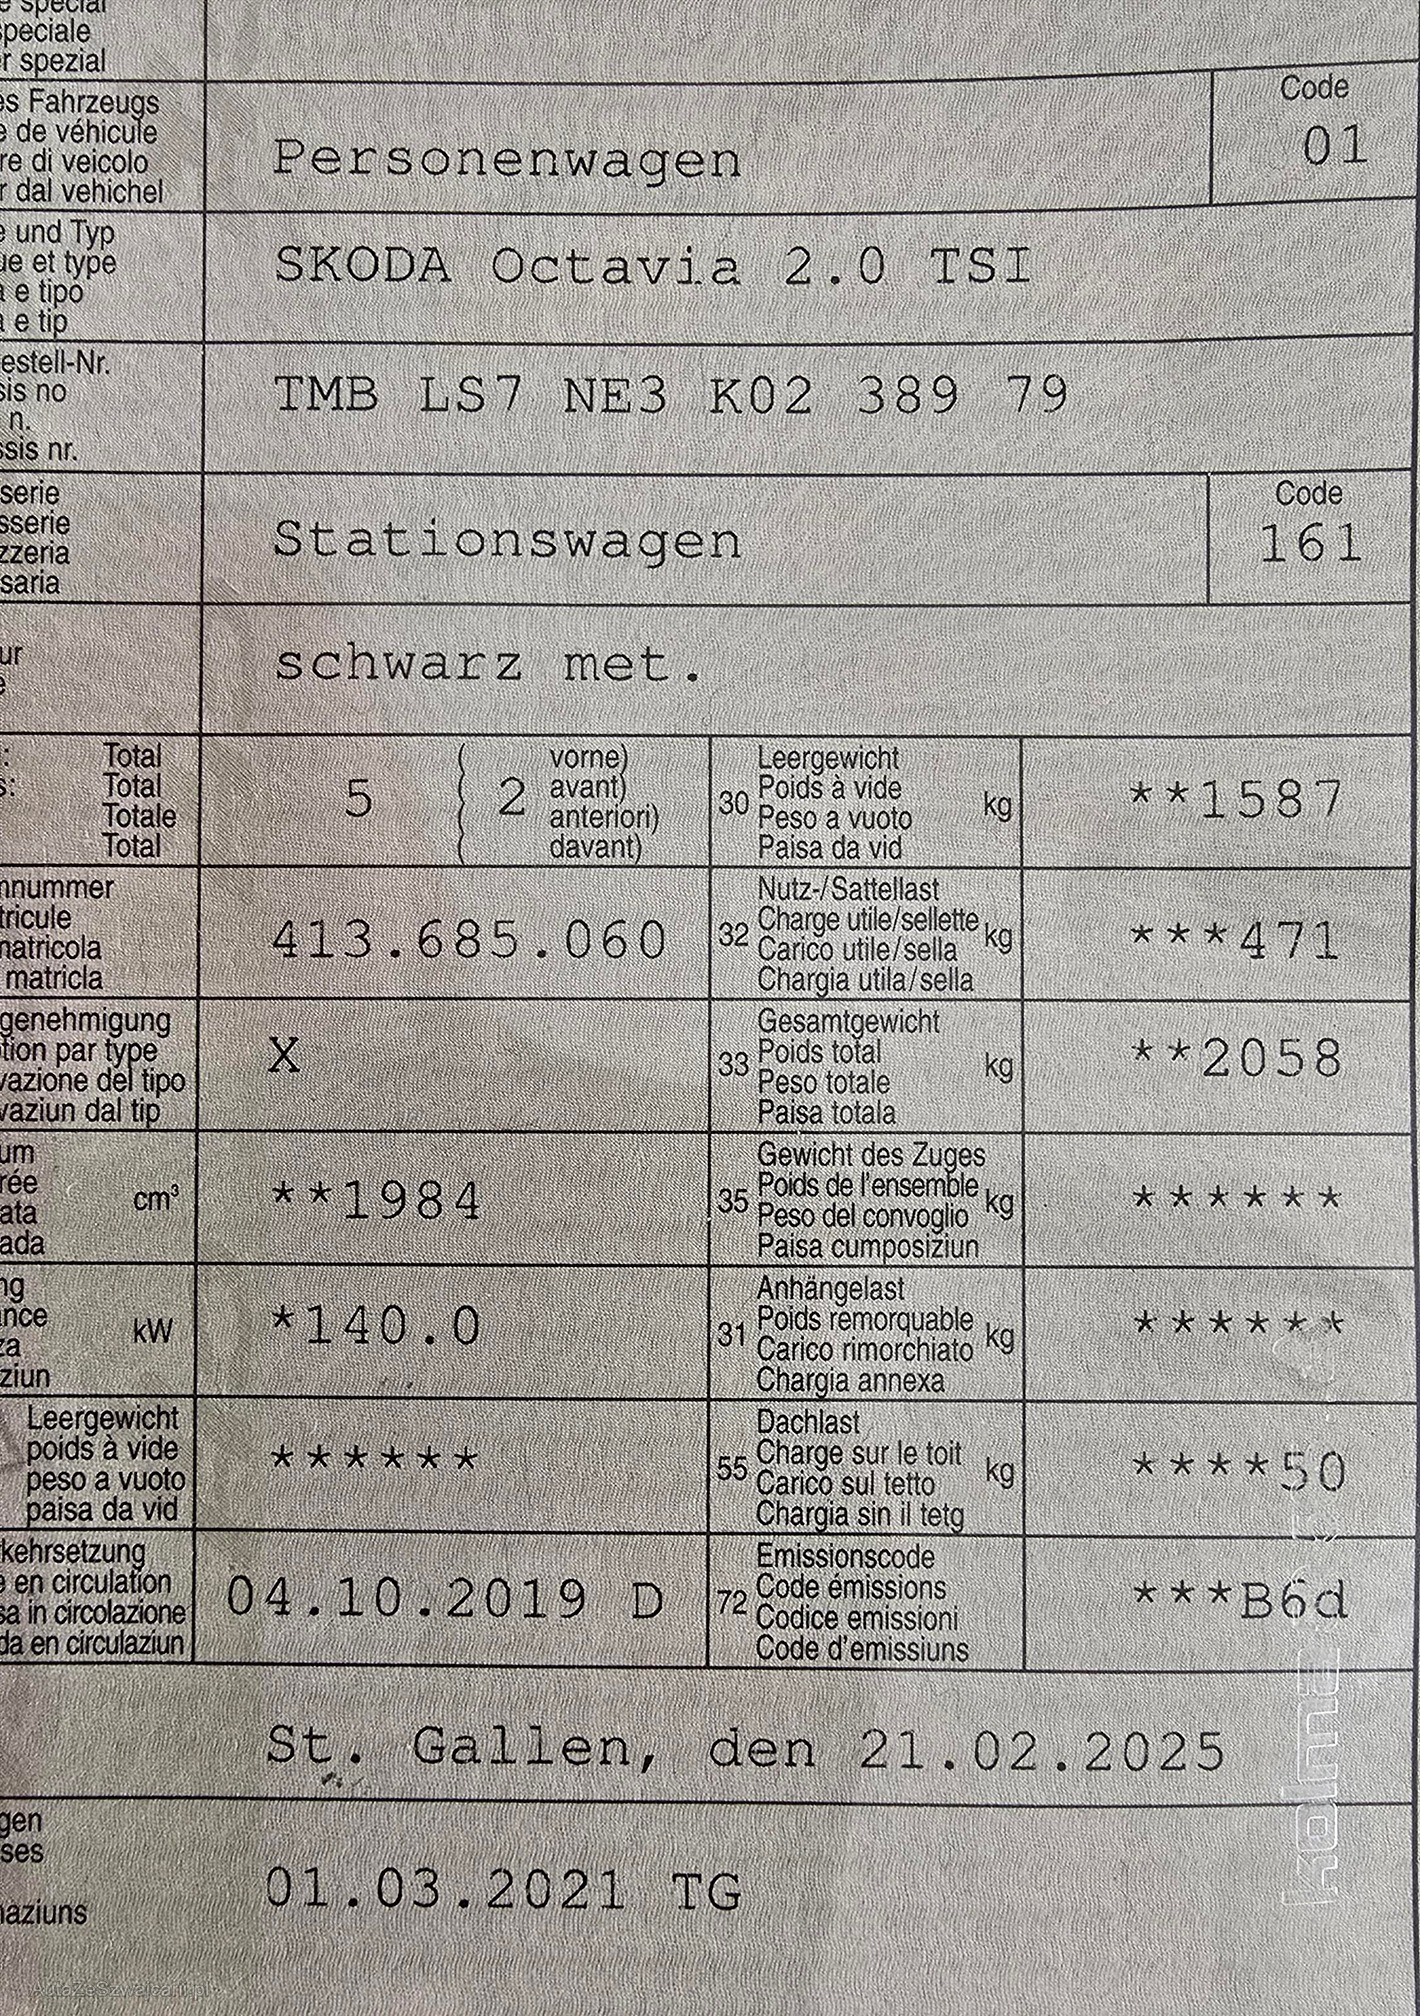 e special
speciale
r spezial
es Fahrzeugs
e de véhicule
re di veicolo
r dal vehichel
Personenwagen
Code
01
e und Typ
ue et type
a e tipo
a e tip
SKODA Octavia 2.0 TSI
estell-Nr.
sis no
n.
ssis nr.
TMB LS7 NE3 K02 389 79
serie
sserie
zzeria
saria
Stationswagen
Code
161
ur
e
schwarz met.
: Total
s: Total
Totale
Total
5 ( 2
vorne)
avant)
anteriori)
davant)
30
Leergewicht
Poids à vide
Peso a vuoto
Paisa da vid
kg
**1587
mnummer
tricule
matricola
matricla
413.685.060
32
Nutz-/Sattellast
Charge utile/sellette
Carico utile/sella
Chargia utila/sella
kg
***471
genehmigung
tion par type
vazione del tipo
vaziun dal tip
X
33
Gesamtgewicht
Poids total
Peso totale
Paisa totala
kg
**2058
um
rée
ata
ada
cm³
**1984
35
Gewicht des Zuges
Poids de l'ensemble
Peso del convoglio
Paisa cumposiziun
kg
******
ng
ance
za
ziun
kW
*140.0
31
Anhängelast
Poids remorquable
Carico rimorchiato
Chargia annexa
kg
******
Leergewicht
poids à vide
peso a vuoto
paisa da vid
******
55
Dachlast
Charge sur le toit
Carico sul tetto
Chargia sin il tetg
kg
****50
kehrsetzung
e en circulation
sa in circolazione
da en circulaziun
04.10.2019 D
72
Emissionscode
Code émissions
Codice emissioni
Code d'emissiuns
***B6d
St. Gallen, den 21.02.2025
gen
ses
naziuns
01.03.2021 TG
AutaZeSzwajcarii.pl